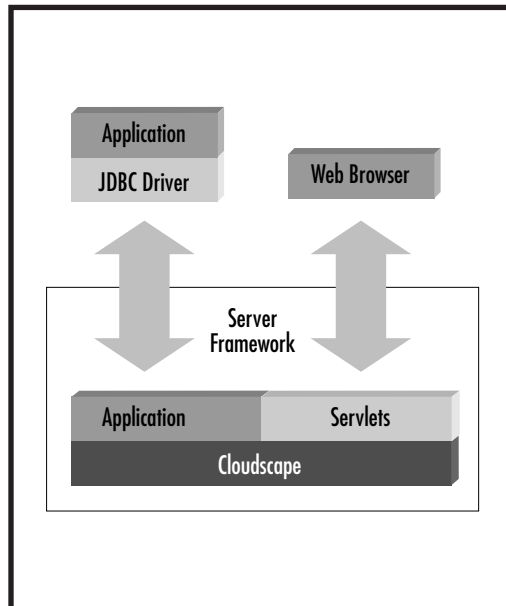 Application
JDBC Driver
Web Browser
Server
Framework
Application
Servlets
Cloudscape